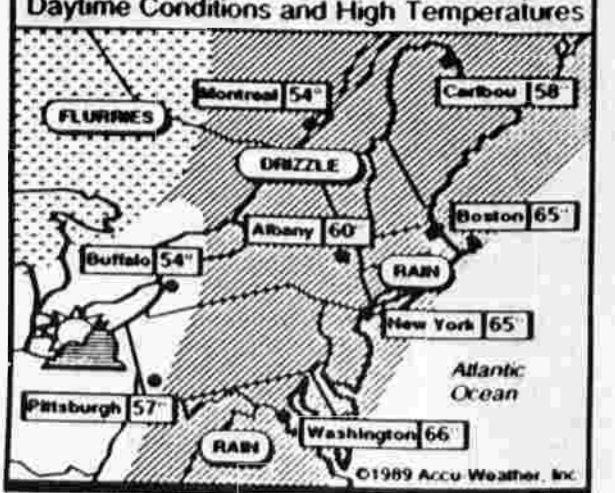 Daytime Conditions and High Temperatures
Montreal 54°
Caribou 58°
FLURRIES
DRIZZLE
Boston 65°
Albany 60°
Buffalo 54°
RAIN
New York 65°
Atlantic
Ocean
Pittsburgh 57°
RAIN
Washington 66°
©1989 Accu-Weather, Inc.